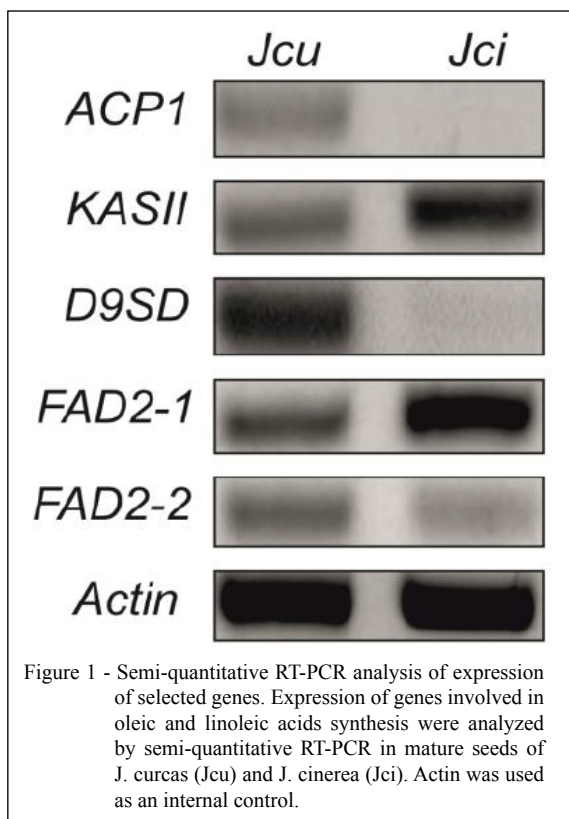 Jcu Jci
ACP1
KASII
D9SD
FAD2-1
FAD2-2
Actin
Figure 1 - Semi-quantitative RT-PCR analysis of expression
of selected genes. Expression of genes involved in
oleic and linoleic acids synthesis were analyzed
by semi-quantitative RT-PCR in mature seeds of
J. curcas (Jcu) and J. cinerea (Jci). Actin was used
as an internal control.